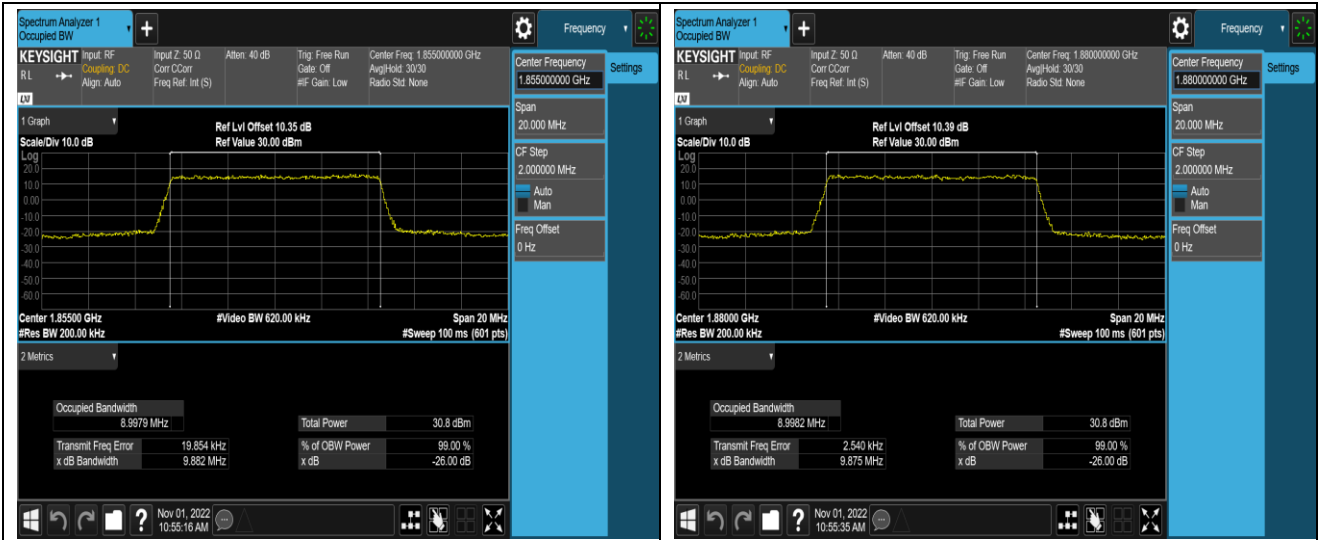 Spectrum Analyzer 1
Occupied BW
+
Frequency
KEYSIGHT
Input: RF
Coupling: DC
Align: Auto
Input Z: 50 Ω
Corr CCorr
Freq Ref: Int (S)
Atten: 40 dB
Trig: Free Run
Gate: Off
#IF Gain: Low
Center Freq: 1.855000000 GHz
Avg|Hold: 30/30
Radio Std: None
RL
LXI
Center Frequency
1.855000000 GHz
Settings
Span
20.000 MHz
CF Step
2.000000 MHz
Auto
Man
Freq Offset
0 Hz
1 Graph
Ref Lvl Offset 10.35 dB
Scale/Div 10.0 dB
Ref Value 30.00 dBm
Log
20.0
10.0
0.00
-10.0
-20.0
-30.0
-40.0
-50.0
-60.0
Center 1.85500 GHz
#Video BW 620.00 kHz
Span 20 MHz
#Res BW 200.00 kHz
#Sweep 100 ms (601 pts)
2 Metrics
Occupied Bandwidth
8.9979 MHz
Total Power 30.8 dBm
Transmit Freq Error 19.854 kHz
% of OBW Power 99.00 %
x dB Bandwidth 9.882 MHz
x dB -26.00 dB
?
Nov 01, 2022
10:55:16 AM
Spectrum Analyzer 1
Occupied BW
+
Frequency
KEYSIGHT
Input: RF
Coupling: DC
Align: Auto
Input Z: 50 Ω
Corr CCorr
Freq Ref: Int (S)
Atten: 40 dB
Trig: Free Run
Gate: Off
#IF Gain: Low
Center Freq: 1.880000000 GHz
Avg|Hold: 30/30
Radio Std: None
RL
LXI
Center Frequency
1.880000000 GHz
Settings
Span
20.000 MHz
CF Step
2.000000 MHz
Auto
Man
Freq Offset
0 Hz
1 Graph
Ref Lvl Offset 10.39 dB
Scale/Div 10.0 dB
Ref Value 30.00 dBm
Log
20.0
10.0
0.00
-10.0
-20.0
-30.0
-40.0
-50.0
-60.0
Center 1.88000 GHz
#Video BW 620.00 kHz
Span 20 MHz
#Res BW 200.00 kHz
#Sweep 100 ms (601 pts)
2 Metrics
Occupied Bandwidth
8.9982 MHz
Total Power 30.8 dBm
Transmit Freq Error 2.540 kHz
% of OBW Power 99.00 %
x dB Bandwidth 9.875 MHz
x dB -26.00 dB
?
Nov 01, 2022
10:55:35 AM